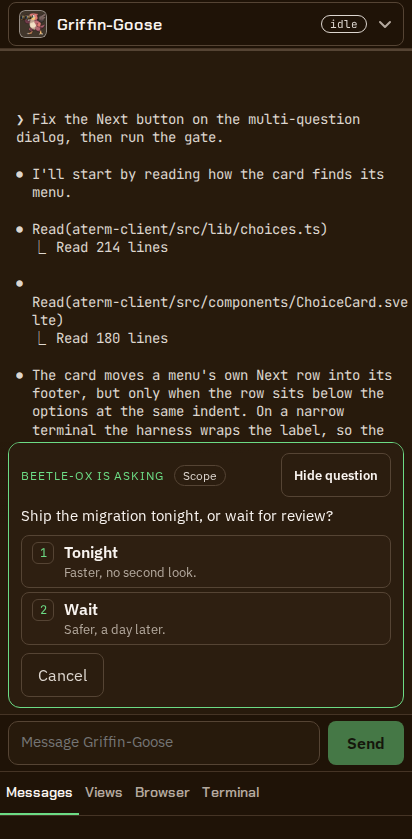 Griffin-Goose
idle
❯ Fix the Next button on the multi-question
dialog, then run the gate.
● I'll start by reading how the card finds its
menu.
● Read(aterm-client/src/lib/choices.ts)
⎿ Read 214 lines
●
Read(aterm-client/src/components/ChoiceCard.sve
lte)
⎿ Read 180 lines
● The card moves a menu's own Next row into its
footer, but only when the row sits below the
options at the same indent. On a narrow
terminal the harness wraps the label, so the
BEETLE-OX IS ASKING
Scope
Hide question
Ship the migration tonight, or wait for review?
1 Tonight
Faster, no second look.
2 Wait
Safer, a day later.
Cancel
Message Griffin-Goose
Send
Messages Views Browser Terminal